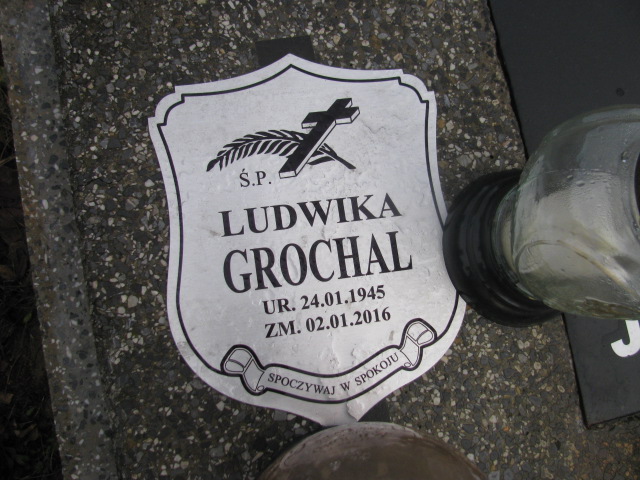 Ś.P.
LUDWIKA
GROCHAL
UR. 24.01.1945
ZM. 02.01.2016
SPOCZYWAJ W SPOKOJU
J